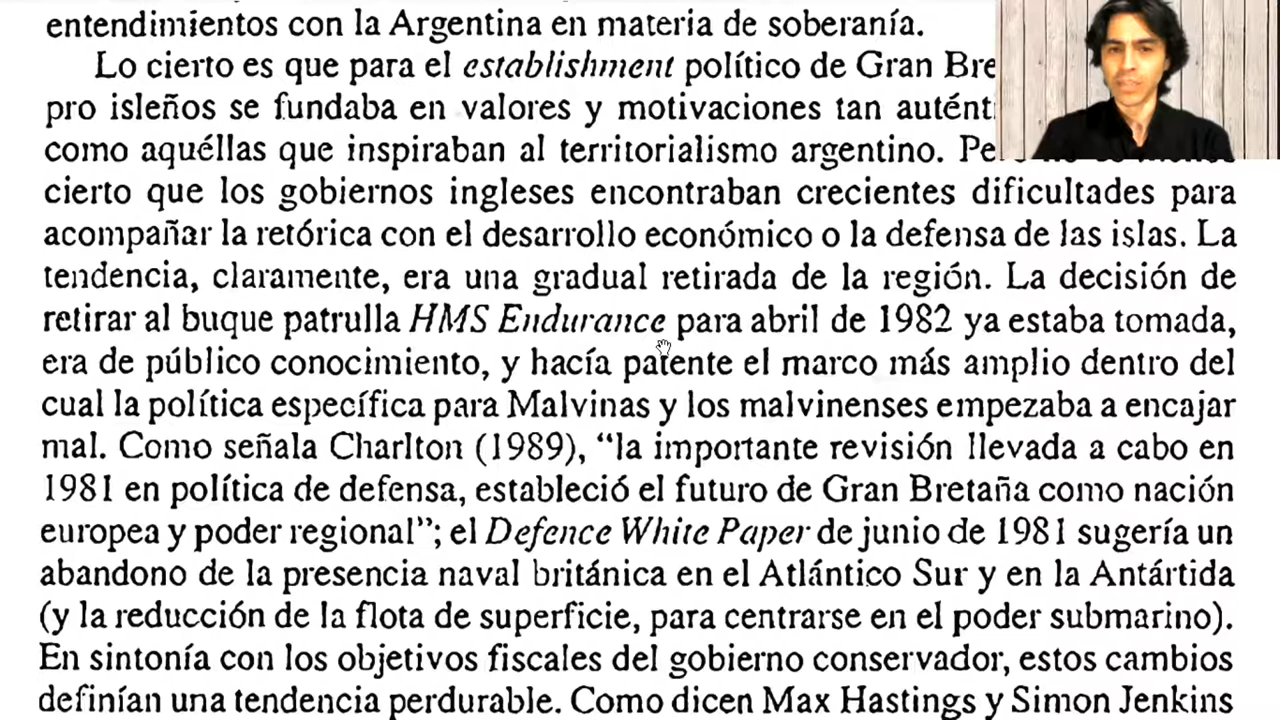 entendimientos con la Argentina en materia de soberanía.
Lo cierto es que para el establishment político de Gran
pro isleños se fundaba en valores y motivaciones tan
como aquéllas que inspiraban al territorialismo argentino.
cierto que los gobiernos ingleses encontraban crecientes dificultades para
acompañar la retórica con el desarrollo económico o la defensa de las islas. La
tendencia, claramente, era una gradual retirada de la región. La decisión de
retirar al buque patrulla HMS Endurance para abril de 1982 ya estaba tomada,
era de público conocimiento, y hacía patente el marco más amplio dentro del
cual la política específica para Malvinas y los malvinenses empezaba a encajar
mal. Como señala Charlton (1989), “la importante revisión llevada a cabo en
1981 en política de defensa, estableció el futuro de Gran Bretaña como nación
europea y poder regional”; el Defence White Paper de junio de 1981 sugería un
abandono de la presencia naval británica en el Atlántico Sur y en la Antártida
(y la reducción de la flota de superficie, para centrarse en el poder submarino).
En sintonía con los objetivos fiscales del gobierno conservador, estos cambios
definían una tendencia perdurable. Como dicen Max Hastings y Simon Jenkins